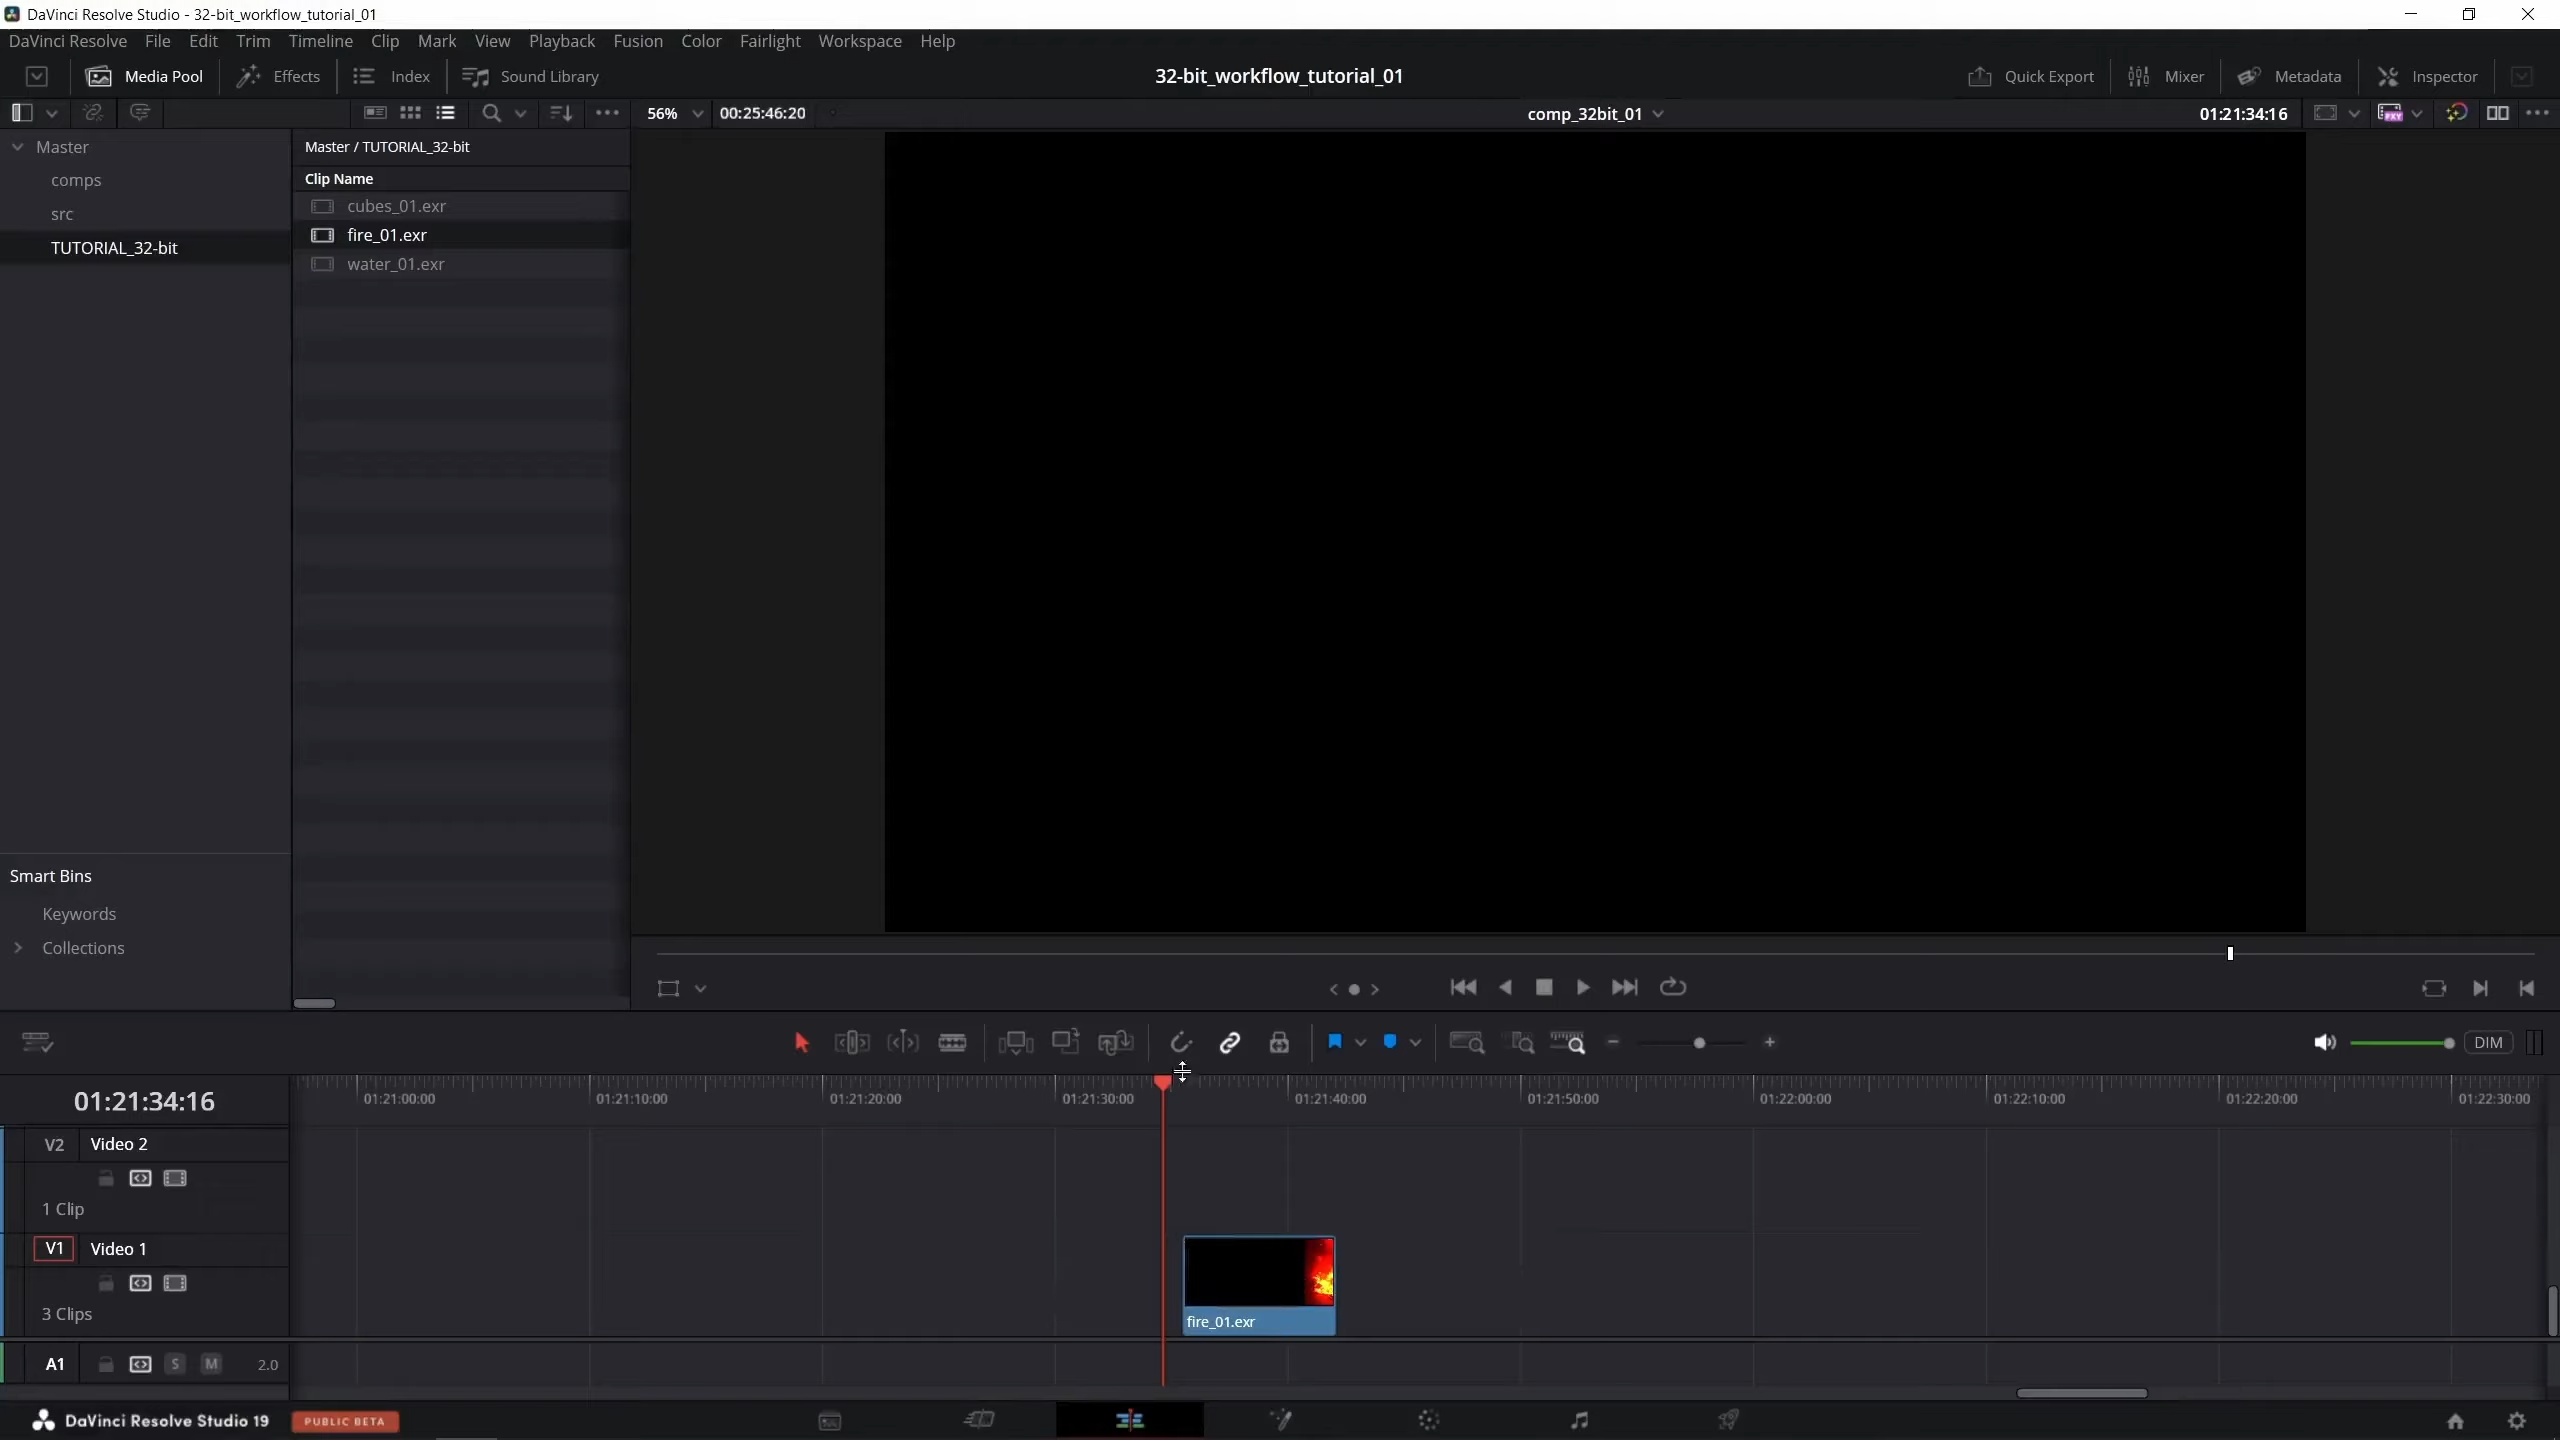 DaVinci Resolve Studio - 32-bit_workflow_tutorial_01
DaVinci Resolve File Edit Trim Timeline Clip Mark View Playback Fusion Color Fairlight Workspace Help
Media Pool Effects Index Sound Library 32-bit_workflow_tutorial_01 Quick Export Mixer Metadata Inspector
56% 00:25:46:20 comp_32bit_01 01:21:34:16 PXY
Master
comps
src
TUTORIAL_32-bit
Master / TUTORIAL_32-bit
Clip Name
cubes_01.exr
fire_01.exr
water_01.exr
Smart Bins
Keywords
Collections
DIM
01:21:34:16
01:21:00:00 01:21:10:00 01:21:20:00 01:21:30:00 01:21:40:00 01:21:50:00 01:22:00:00 01:22:10:00 01:22:20:00 01:22:30:00
V2 Video 2
1 Clip
V1 Video 1
3 Clips
fire_01.exr
A1 S M 2.0
DaVinci Resolve Studio 19 PUBLIC BETA